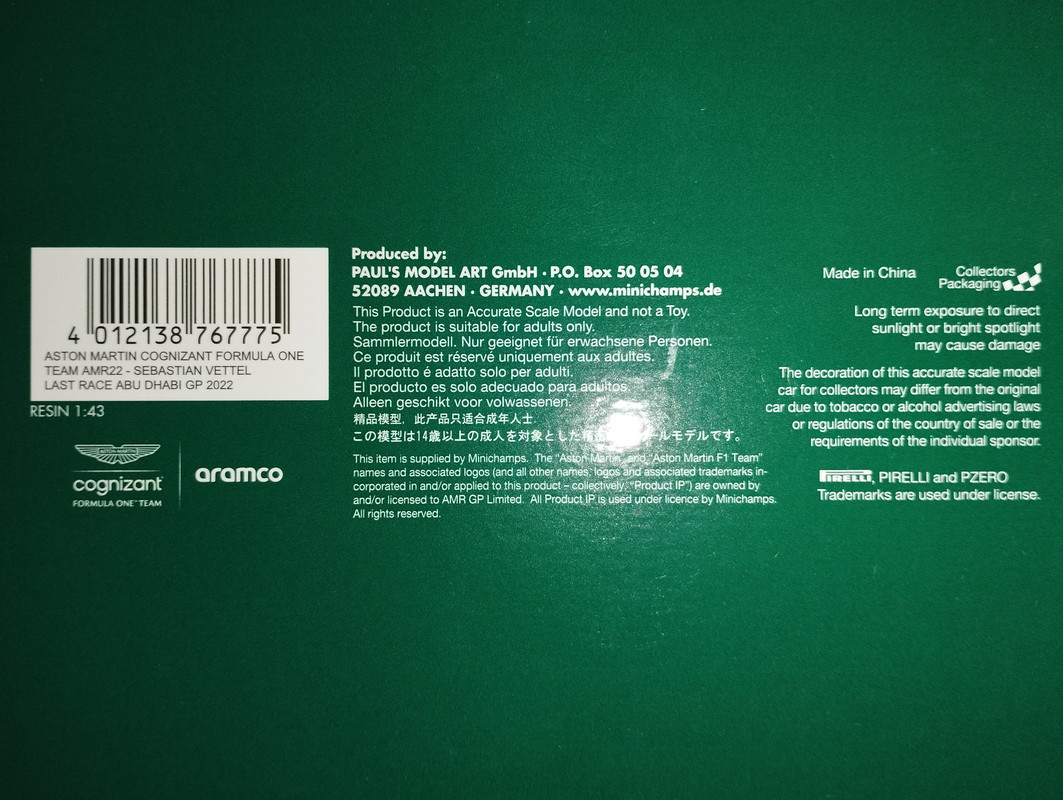 4 012138 767775
ASTON MARTIN COGNIZANT FORMULA ONE
TEAM AMR22 - SEBASTIAN VETTEL
LAST RACE ABU DHABI GP 2022
RESIN 1:43
ASTON MARTIN
cognizant
FORMULA ONE™ TEAM
aramco
Produced by:
PAUL'S MODEL ART GmbH · P.O. Box 50 05 04
52089 AACHEN · GERMANY · www.minichamps.de
This Product is an Accurate Scale Model and not a Toy.
The product is suitable for adults only.
Sammlermodell. Nur geeignet für erwachsene Personen.
Ce produit est réservé uniquement aux adultes.
Il prodotto é adatto solo per adulti.
El producto es solo adecuado para adultos.
Alleen geschikt voor volwassenen.
精品模型，此产品只适合成年人士
この模型は14歳以上の成人を対象とした精 ールモデルです。
This item is supplied by Minichamps. The "Aston Martin" and "Aston Martin F1 Team"
names and associated logos (and all other names, logos and associated trademarks in-
corporated in and/or applied to this product – collectively, "Product IP") are owned by
and/or licensed to AMR GP Limited. All Product IP is used under licence by Minichamps.
All rights reserved.
Made in China
Collectors
Packaging
Long term exposure to direct
sunlight or bright spotlight
may cause damage
The decoration of this accurate scale model
car for collectors may differ from the original
car due to tobacco or alcohol advertising laws
or regulations of the country of sale or the
requirements of the individual sponsor.
PIRELLI, PIRELLI and PZERO
Trademarks are used under license.